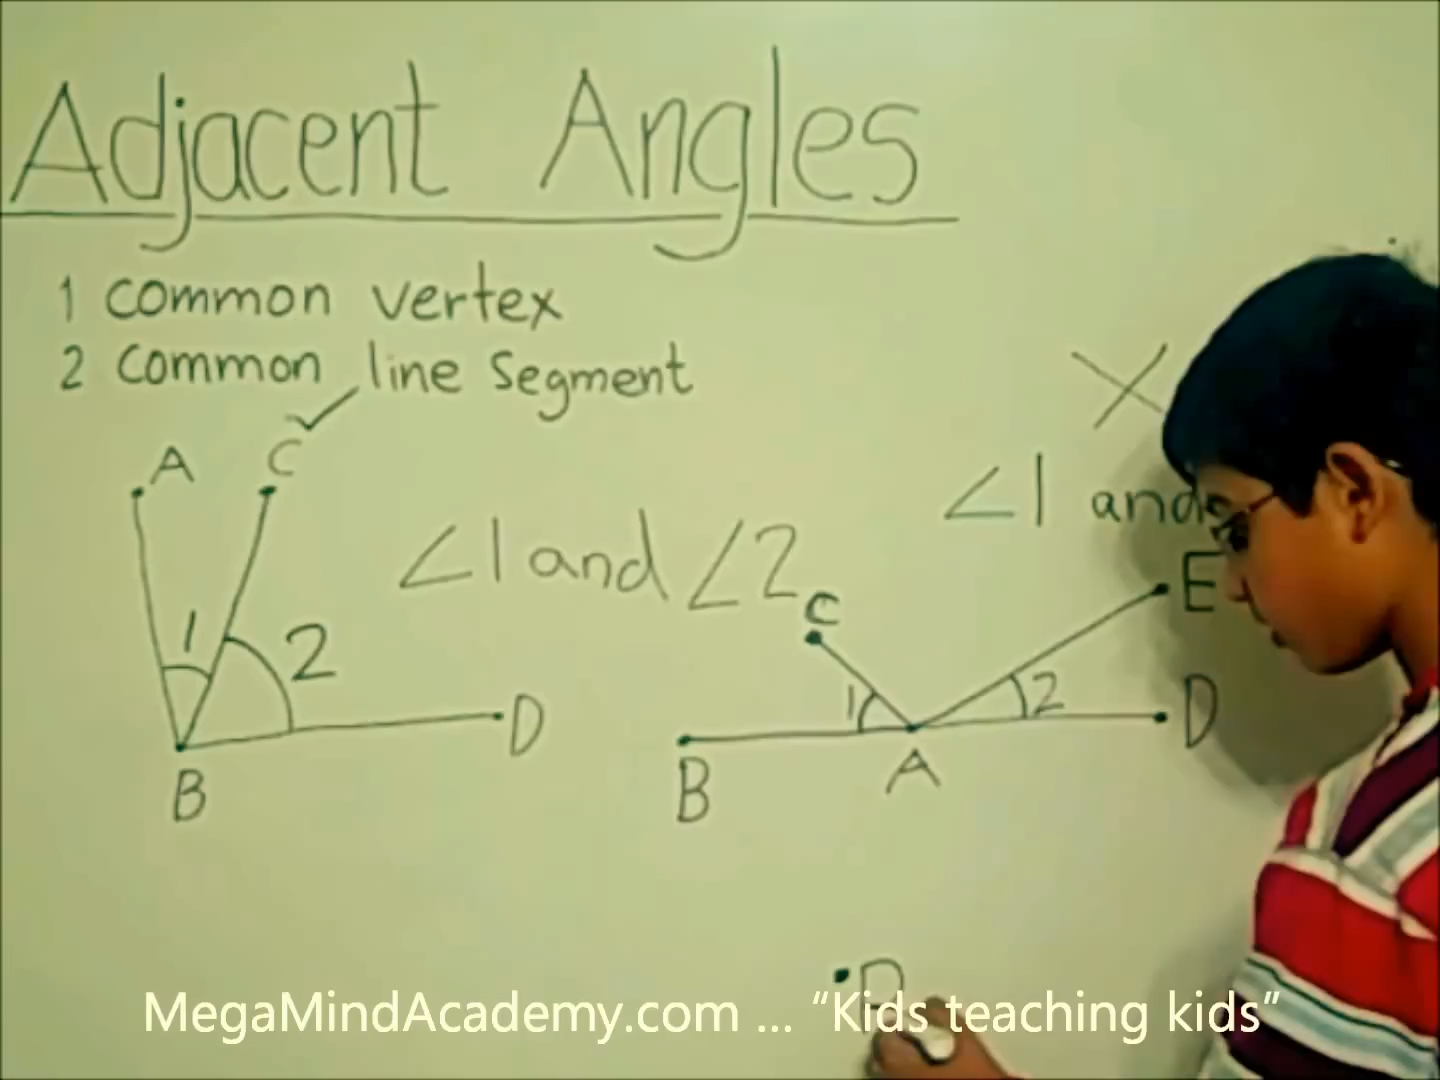 Adjacent Angles
1 common vertex
2 common line segment
A C
∠1 and ∠2
1 2
B D
∠1 and
C E
1 2
B A D
D
MegaMindAcademy.com ... “Kids teaching kids”